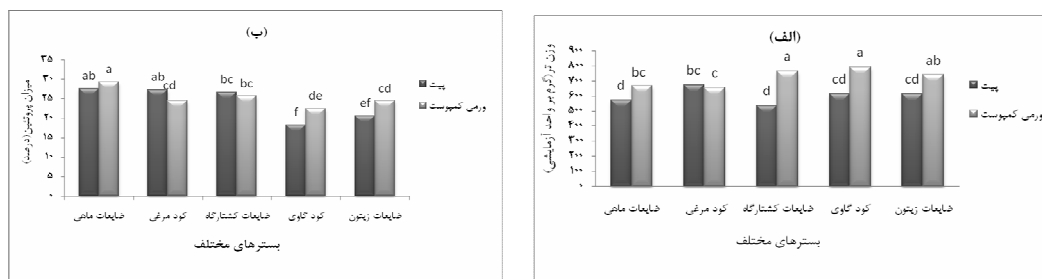 (الف)
وزن تر(گرم بر واحد آزمایشی)
۹۰۰
۸۰۰
۷۰۰
۶۰۰
۵۰۰
۴۰۰
۳۰۰
۲۰۰
۱۰۰
۰
d bc bc c d a cd a cd ab
پیت
ورمی کمپوست
ضایعات ماهی کود مرغی ضایعات کشتارگاه کود گاوی ضایعات زیتون
بسترهای مختلف
(ب)
میزان پروتئین(درصد)
۳۵
۳۰
۲۵
۲۰
۱۵
۱۰
۵
۰
ab a ab cd bc bc f de ef cd
پیت
ورمی کمپوست
ضایعات ماهی کود مرغی ضایعات کشتارگاه کود گاوی ضایعات زیتون
بسترهای مختلف